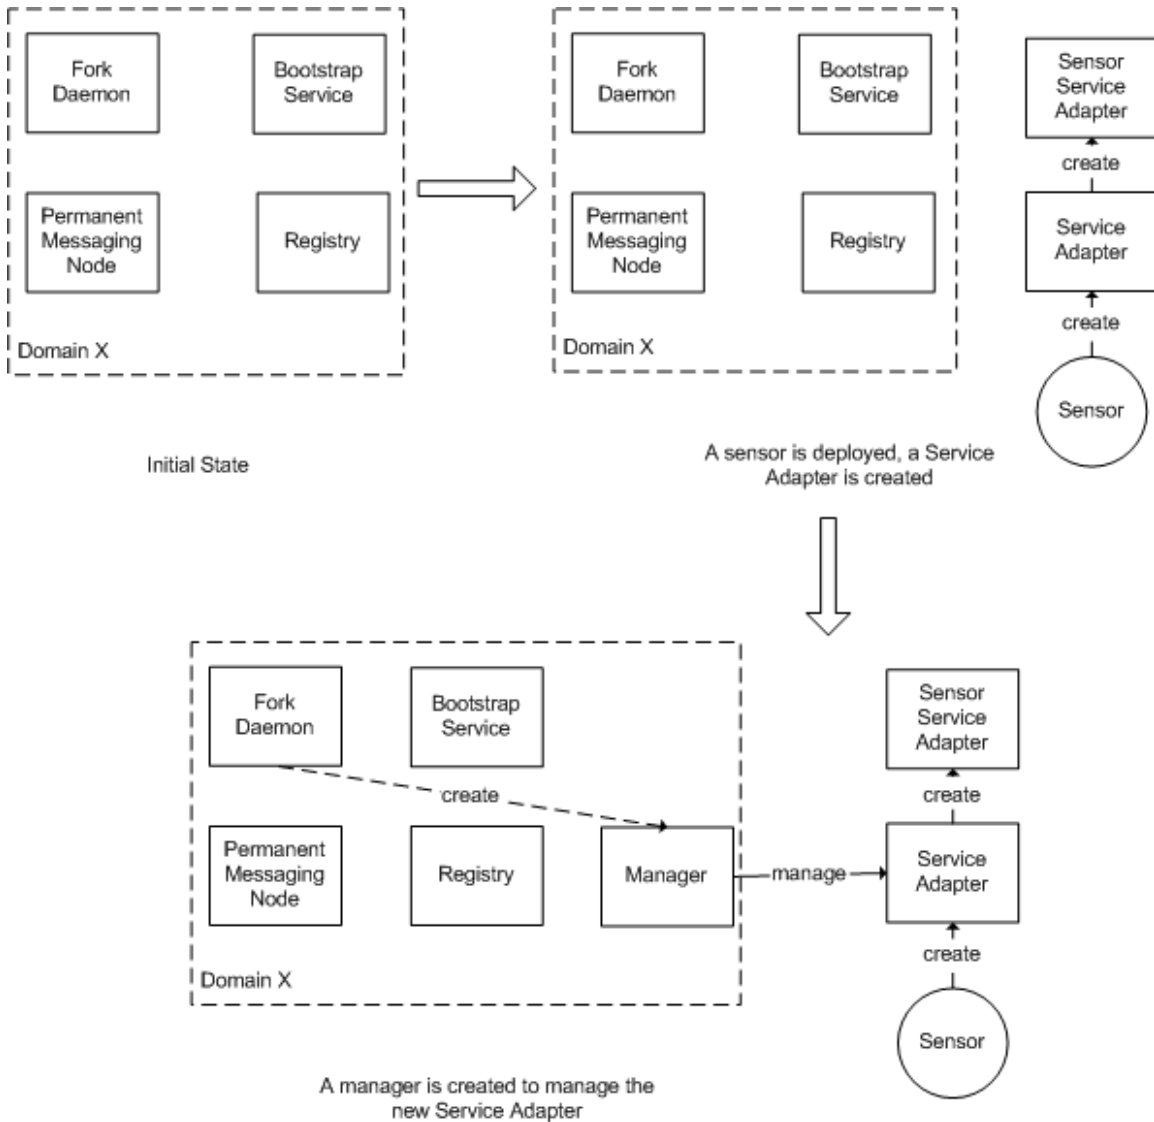 Fork
Daemon
Bootstrap
Service
Permanent
Messaging
Node
Registry
Domain X
Initial State
Fork
Daemon
Bootstrap
Service
Permanent
Messaging
Node
Registry
Domain X
Sensor
Service
Adapter
create
Service
Adapter
create
Sensor
A sensor is deployed, a Service
Adapter is created
Fork
Daemon
Bootstrap
Service
create
Permanent
Messaging
Node
Registry
Manager
manage
Domain X
Sensor
Service
Adapter
create
Service
Adapter
create
Sensor
A manager is created to manage the
new Service Adapter